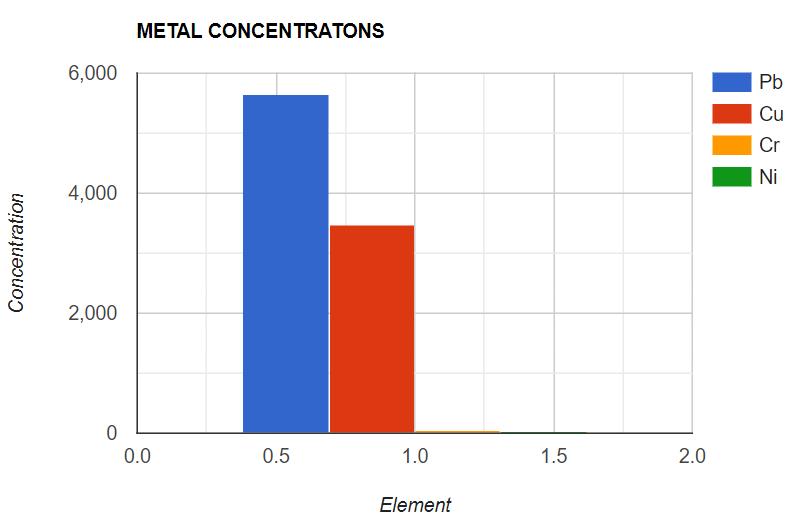 METAL CONCENTRATONS
6,000
4,000
2,000
0
Concentration
0.0 0.5 1.0 1.5 2.0
Element
Pb
Cu
Cr
Ni